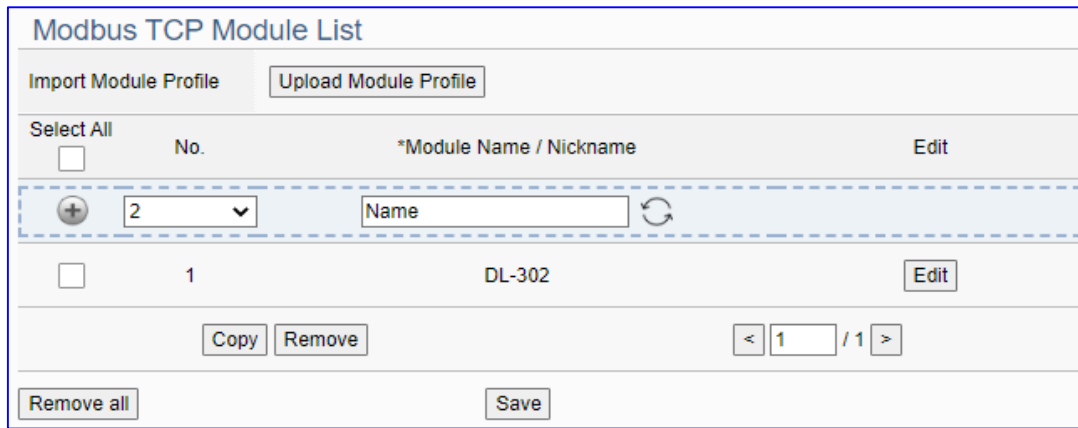 Modbus TCP Module List
Import Module Profile Upload Module Profile
Select All No. *Module Name / Nickname Edit
2 Name
1 DL-302 Edit
Copy Remove < 1 / 1 >
Remove all Save